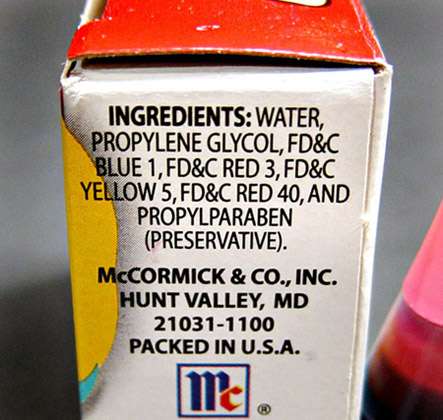 INGREDIENTS: WATER,
PROPYLENE GLYCOL, FD&C
BLUE 1, FD&C RED 3, FD&C
YELLOW 5, FD&C RED 40, AND
PROPYLPARABEN
(PRESERVATIVE).
McCORMICK & CO., INC.
HUNT VALLEY, MD
21031-1100
PACKED IN U.S.A.
Mc ®